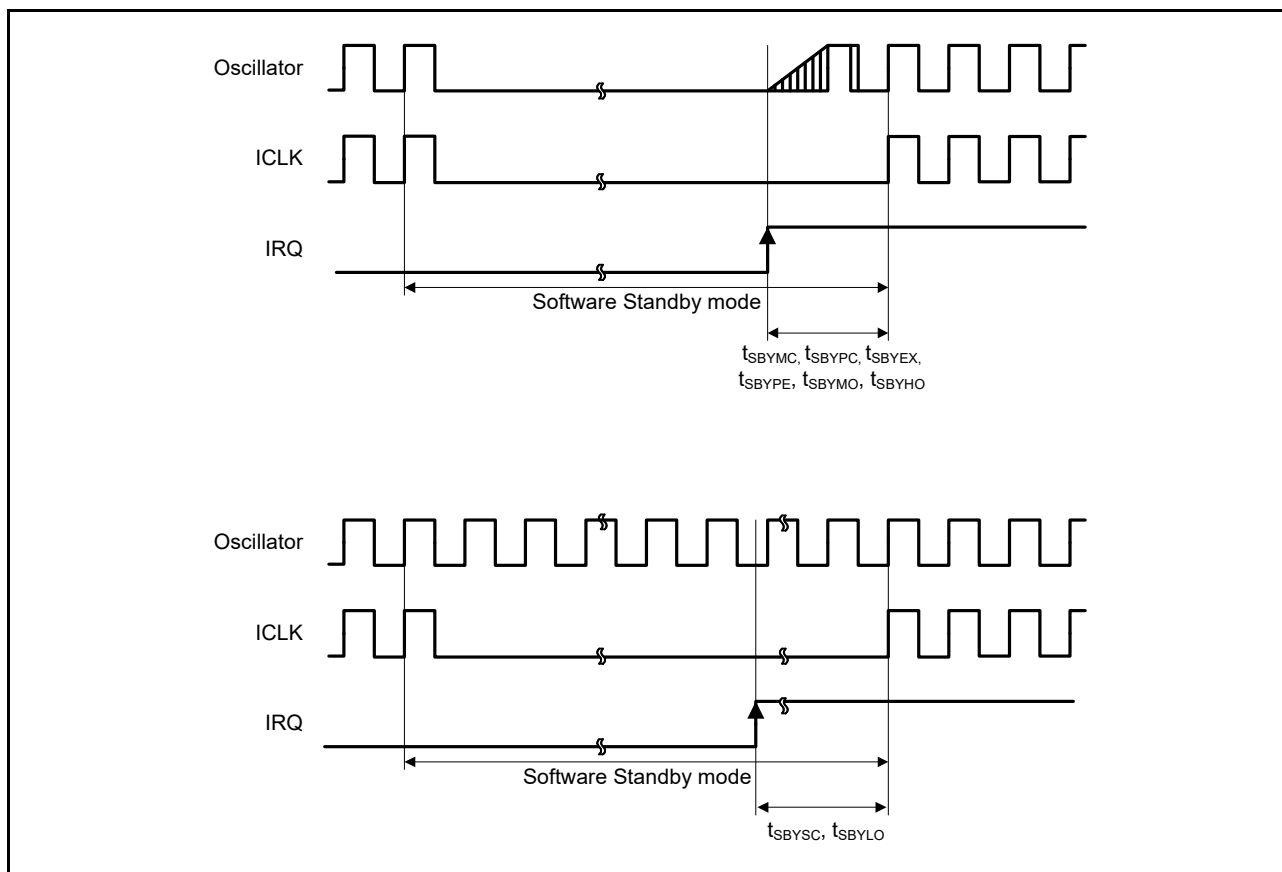 Oscillator
ICLK
IRQ
Software Standby mode
tSBYMC, tSBYPC, tSBYEX,
tSBYPE, tSBYMO, tSBYHO
Oscillator
ICLK
IRQ
Software Standby mode
tSBYSC, tSBYLO